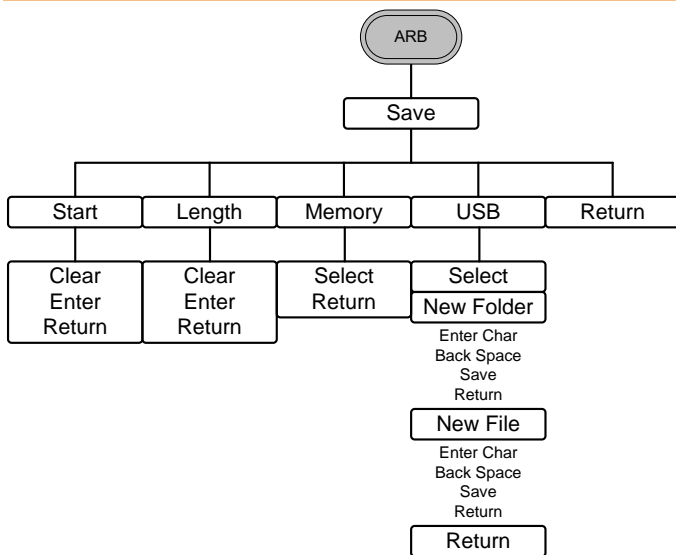 ARB
Save
Start
Length
Memory
USB
Return
Clear
Enter
Return
Clear
Enter
Return
Select
Return
Select
New Folder
Enter Char
Back Space
Save
Return
New File
Enter Char
Back Space
Save
Return
Return